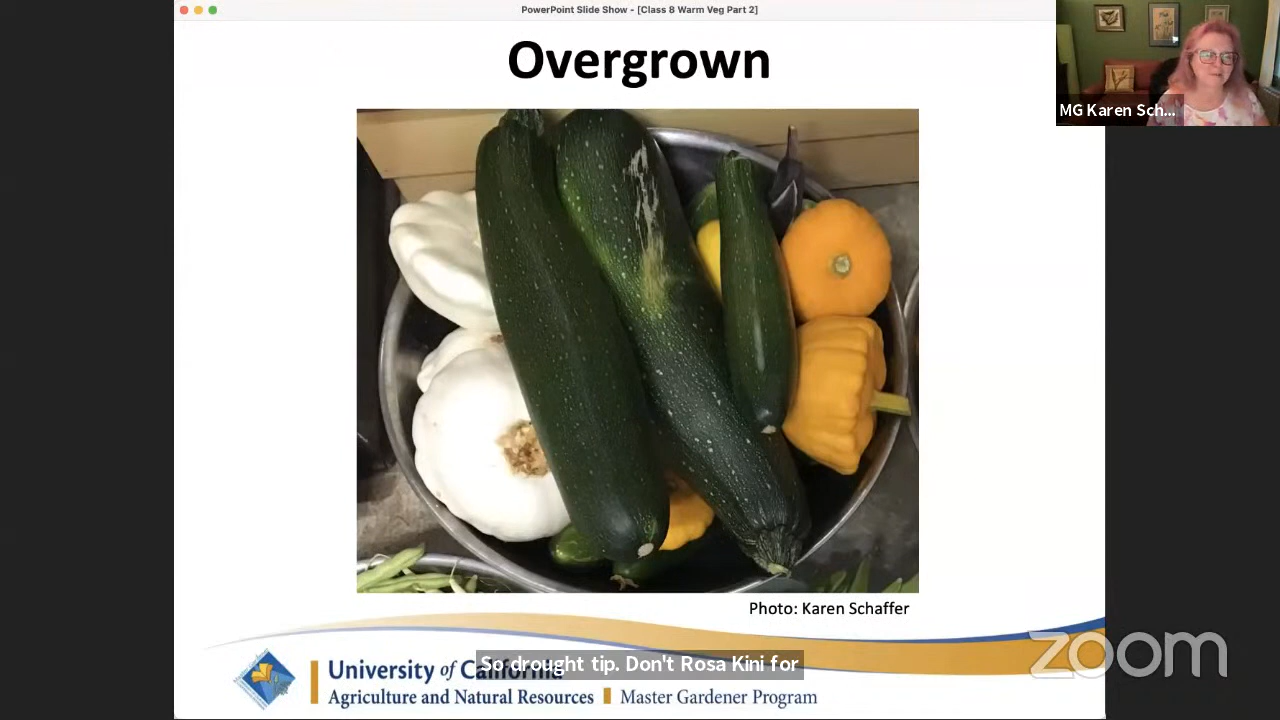 PowerPoint Slide Show - [Class 8 Warm Veg Part 2]
Overgrown
MG Karen Sch...
Photo: Karen Schaffer
So drought tip. Don't Rosa Kini for
University of California
Agriculture and Natural Resources
Master Gardener Program
zoom